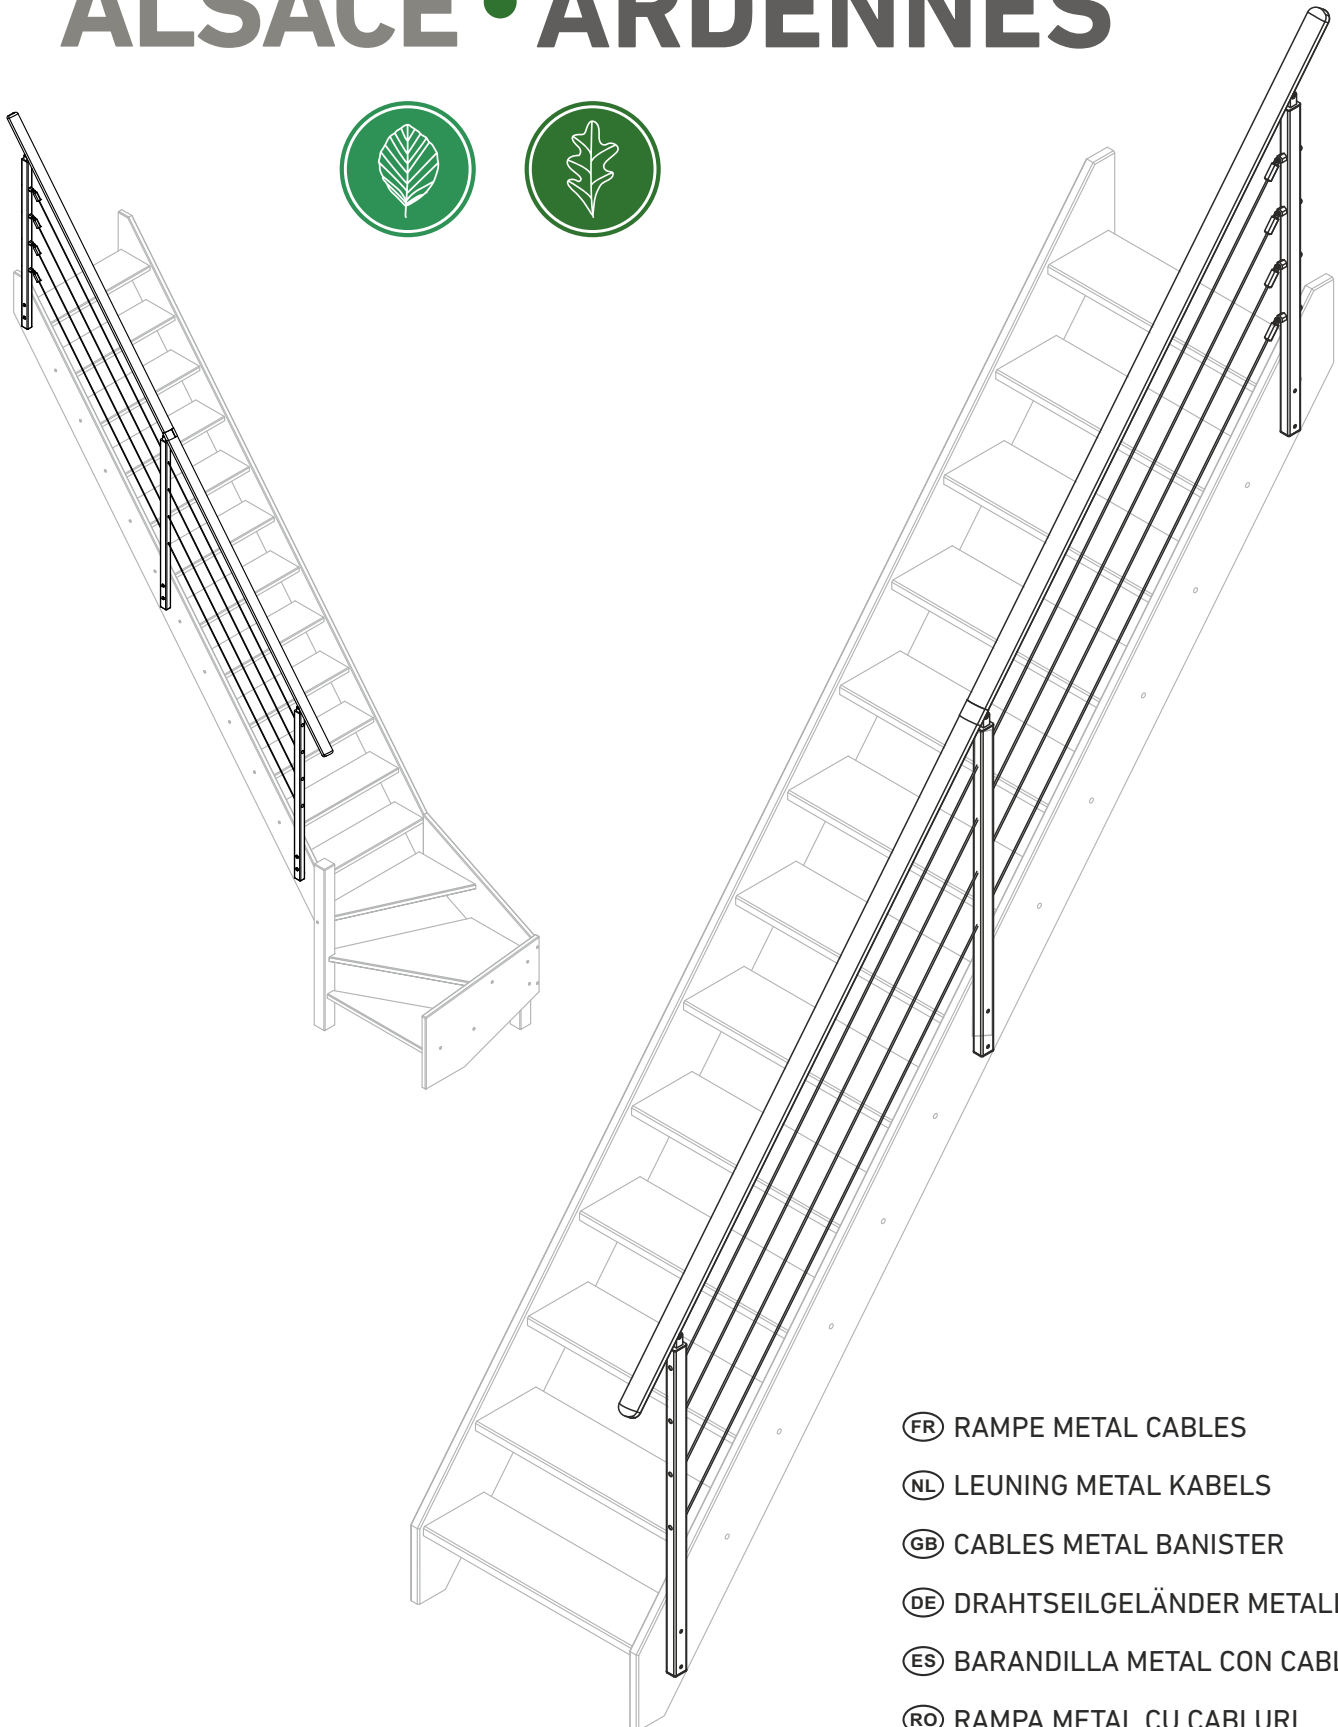 ALSACE • ARDENNES
FR RAMPE METAL CABLES
NL LEUNING METAL KABELS
GB CABLES METAL BANISTER
DE DRAHTSEILGELÄNDER
ES BARANDILLA METAL CON
RO RAMPA METAL CU CABLURI